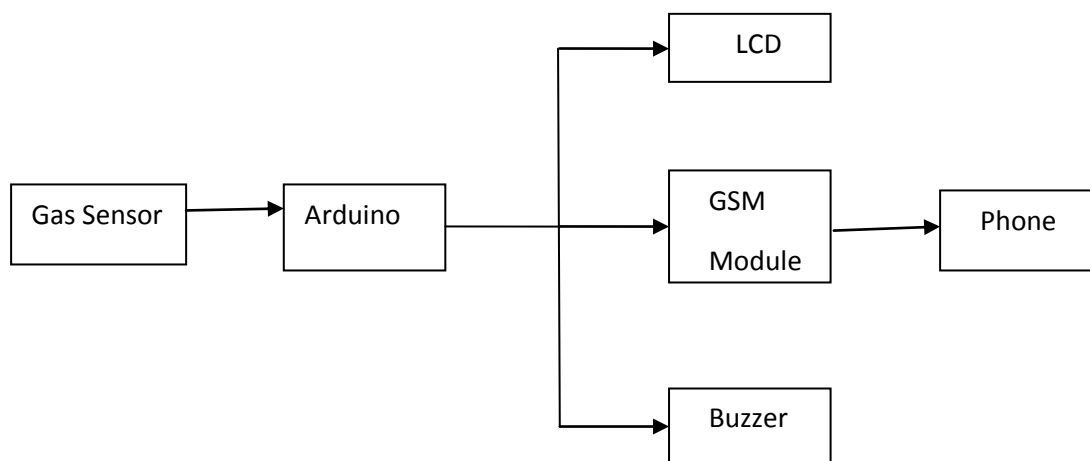 LCD
Gas Sensor
Arduino
GSM
Module
Phone
Buzzer